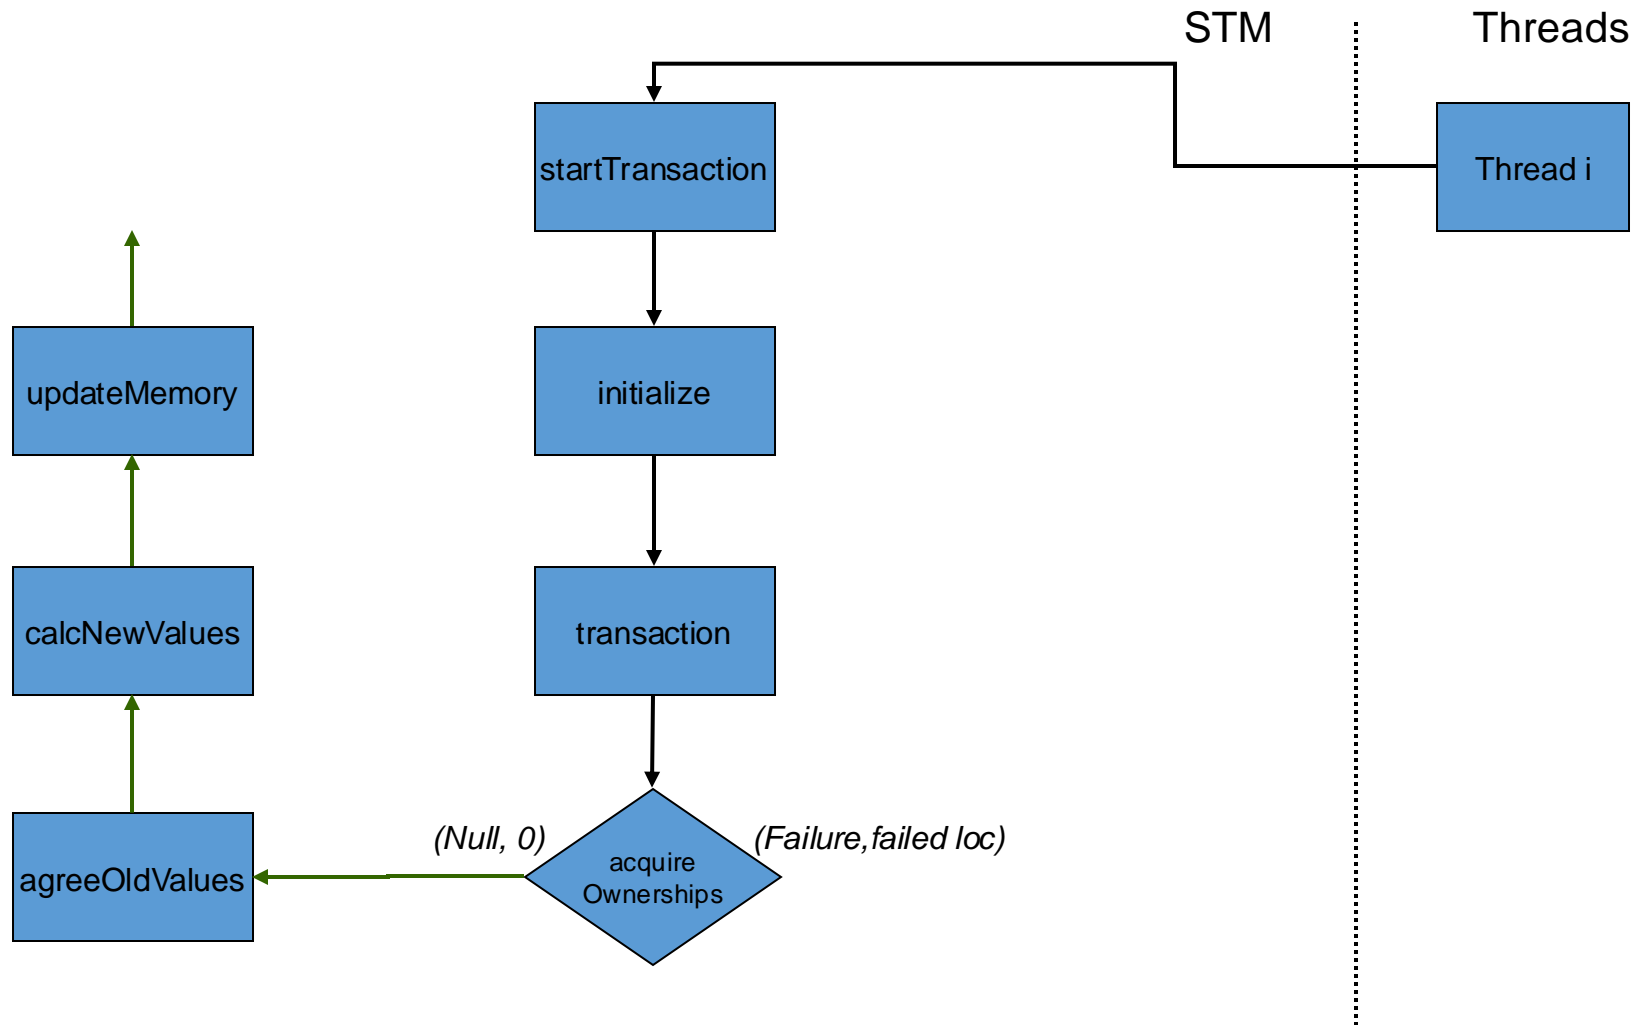 STM
Threads
startTransaction
Thread i
updateMemory
initialize
calcNewValues
transaction
(Null, 0)
(Failure,failed loc)
agreeOldValues
acquire
Ownerships